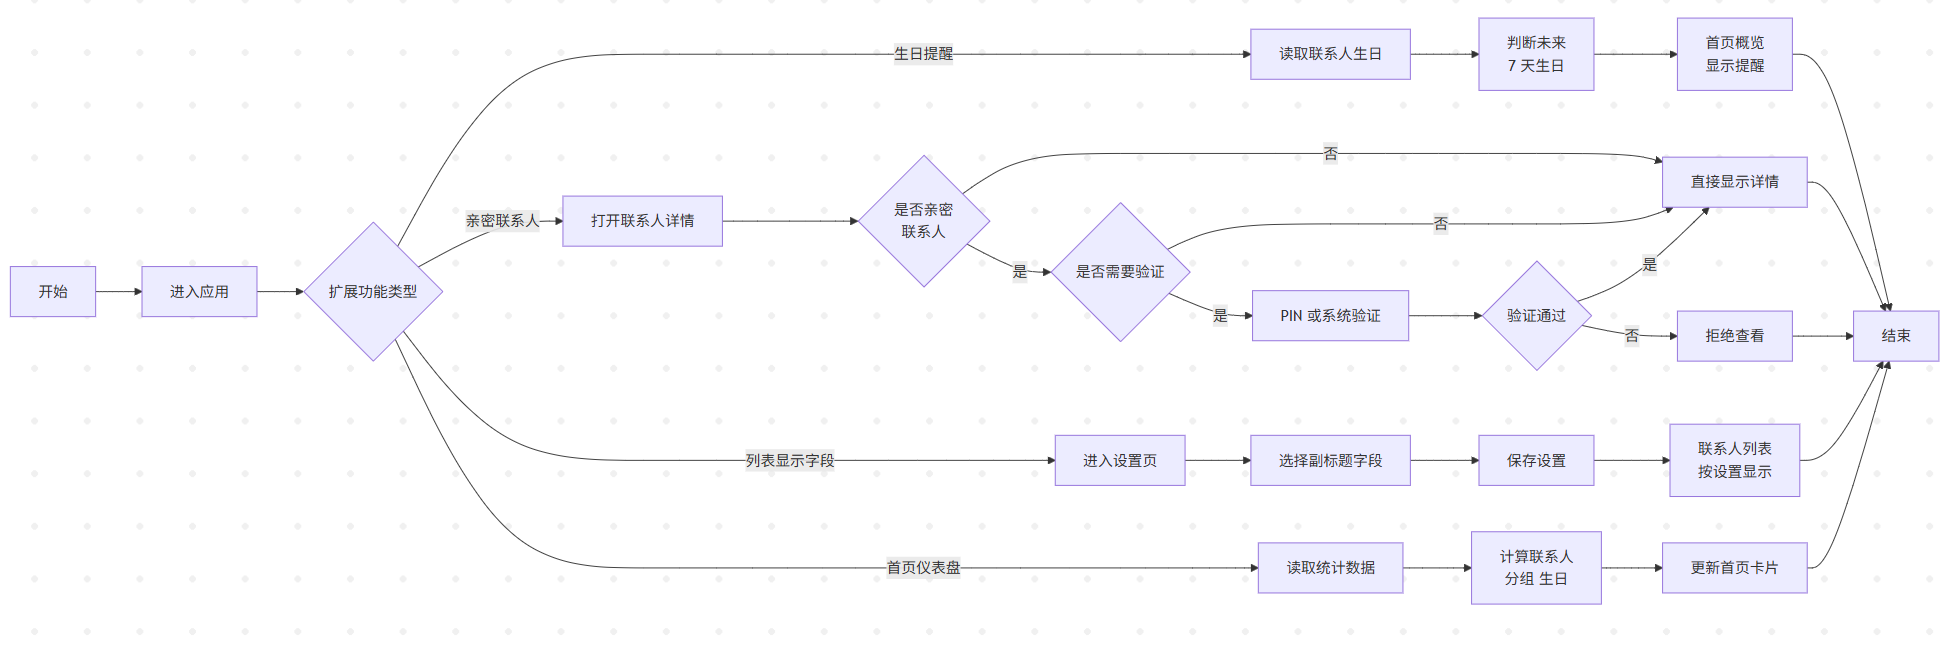 生日提醒
读取联系人生日
判断未来
7 天生日
首页概览
显示提醒
否
直接显示详情
亲密联系人
打开联系人详情
是否亲密
联系人
否
是
是否需要验证
是
开始
进入应用
扩展功能类型
是
PIN 或系统验证
验证通过
否
拒绝查看
结束
列表显示字段
进入设置页
选择副标题字段
保存设置
联系人列表
按设置显示
首页仪表盘
读取统计数据
计算联系人
分组 生日
更新首页卡片